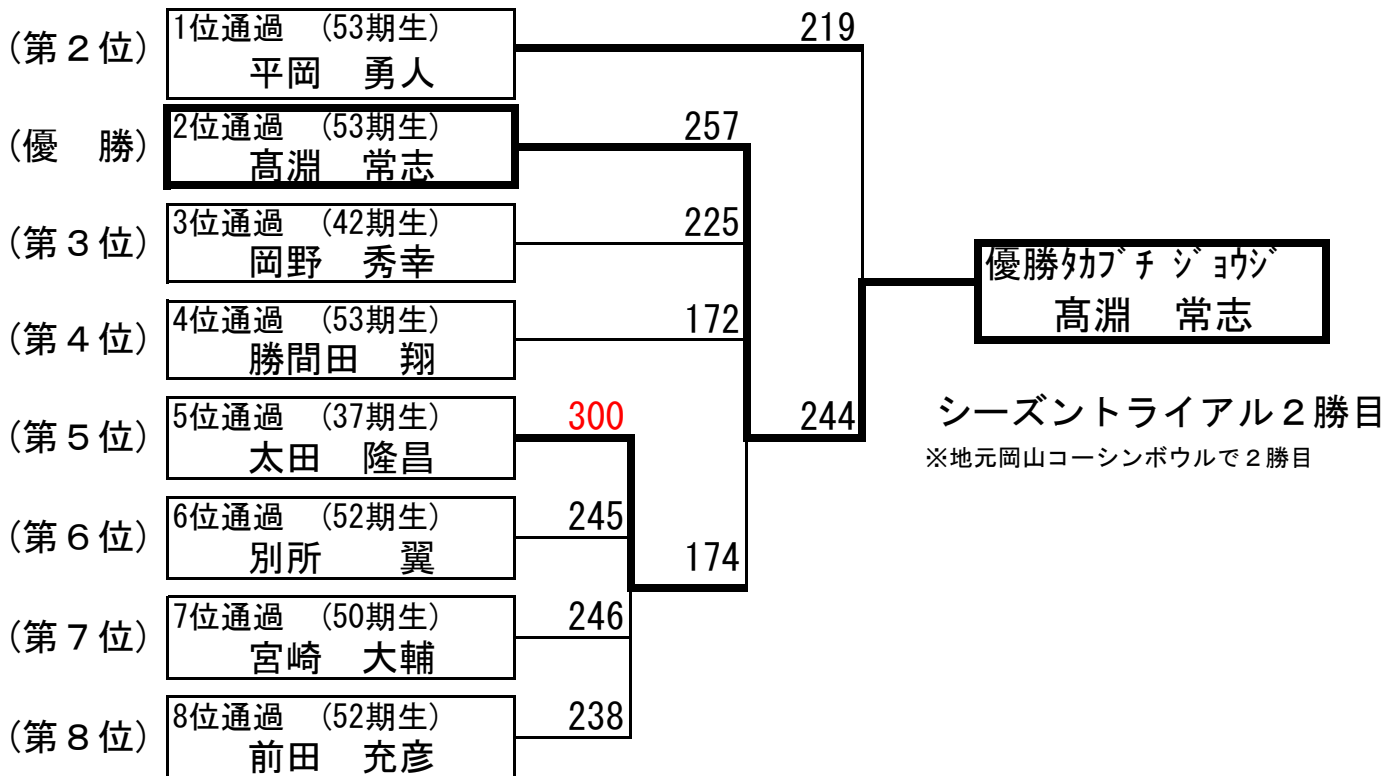 (第２位)
1位通過　(53期生)
平岡　勇人
219
(優　勝)
2位通過　(53期生)
髙淵　常志
257
(第３位)
3位通過　(42期生)
岡野　秀幸
225
(第４位)
4位通過　(53期生)
勝間田　翔
172
(第５位)
5位通過　(37期生)
太田　隆昌
300
(第６位)
6位通過　(52期生)
別所　　翼
245
(第７位)
7位通過　(50期生)
宮崎　大輔
246
(第８位)
8位通過　(52期生)
前田　充彦
238
174
244
優勝ﾀｶﾌﾞﾁ ｼﾞｮｳｼﾞ
髙淵　常志
シーズントライアル２勝目
※地元岡山コーシンボウルで２勝目